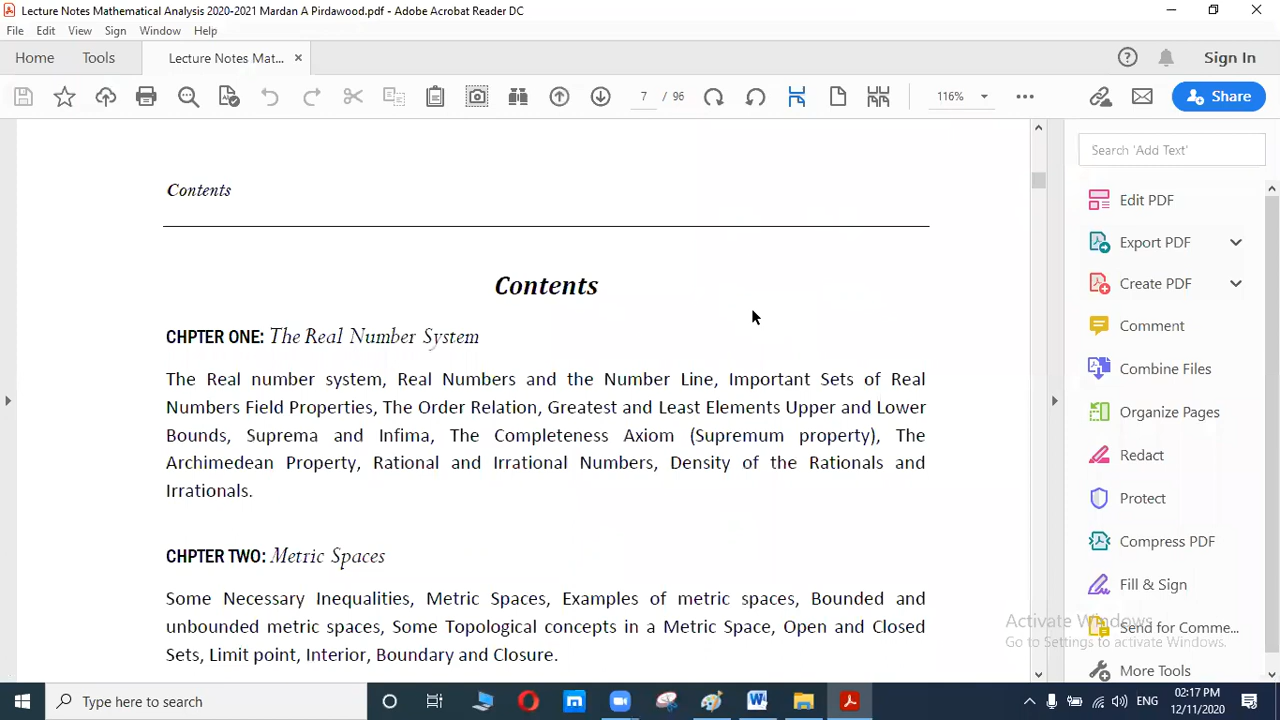 Lecture Notes Mathematical Analysis 2020-2021 Mardan A Pirdawood.pdf - Adobe Acrobat Reader DC
File Edit View Sign Window Help
Home Tools Lecture Notes Mat... × Sign In
7 / 96 116% Share
Contents
Contents
CHPTER ONE: The Real Number System
The Real number system, Real Numbers and the Number Line, Important Sets of Real
Numbers Field Properties, The Order Relation, Greatest and Least Elements Upper and Lower
Bounds, Suprema and Infima, The Completeness Axiom (Supremum property), The
Archimedean Property, Rational and Irrational Numbers, Density of the Rationals and
Irrationals.
CHPTER TWO: Metric Spaces
Some Necessary Inequalities, Metric Spaces, Examples of metric spaces, Bounded and
unbounded metric spaces, Some Topological concepts in a Metric Space, Open and Closed
Sets, Limit point, Interior, Boundary and Closure.
Search 'Add Text'
Edit PDF
Export PDF
Create PDF
Comment
Combine Files
Organize Pages
Redact
Protect
Compress PDF
Fill & Sign
Send for Comme...
More Tools
Activate Windows
Go to Settings to activate Windows.
Type here to search
ENG
02:17 PM
12/11/2020